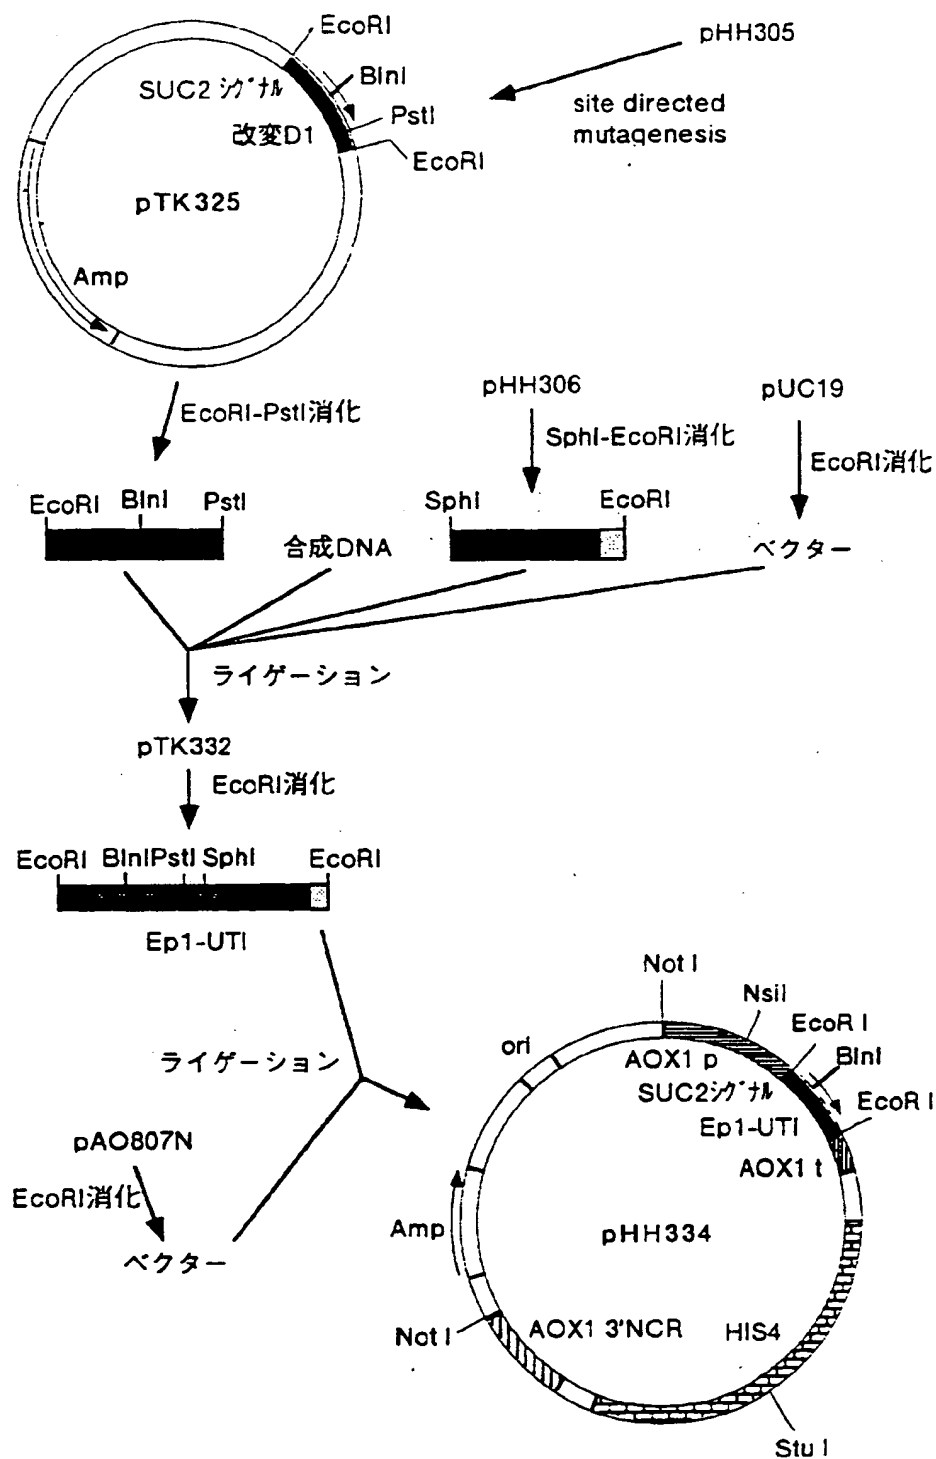 EcoRI
pHH305
BlnI
SUC2 ｼｸﾞﾅﾙ
site directed
mutagenesis
PstI
改変D1
EcoRI
pTK325
Amp
EcoRI-PstI消化
pHH306
pUC19
SphI-EcoRI消化
EcoRI消化
EcoRI BlnI PstI
SphI EcoRI
合成DNA
ベクター
ライゲーション
pTK332
EcoRI消化
EcoRI BlnI PstI SphI EcoRI
Ep1-UTI
Not I
NsiI
EcoR I
ori
AOX1 p
BlnI
ライゲーション
SUC2ｼｸﾞﾅﾙ
EcoR I
Ep1-UTI
pAO807N
AOX1 t
EcoRI消化
Amp
pHH334
ベクター
Not I
AOX1 3'NCR
HIS4
Stu I